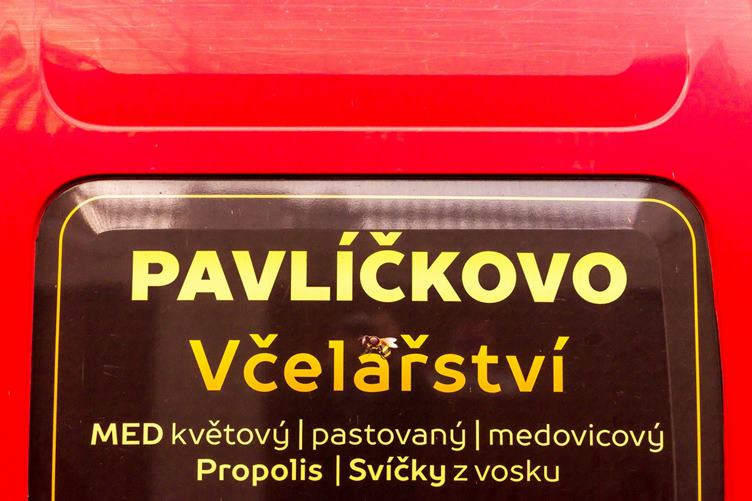 PAVLÍČKOVO
Včelařství
MED květový | pastovaný | medovicový
Propolis | Svíčky z vosku